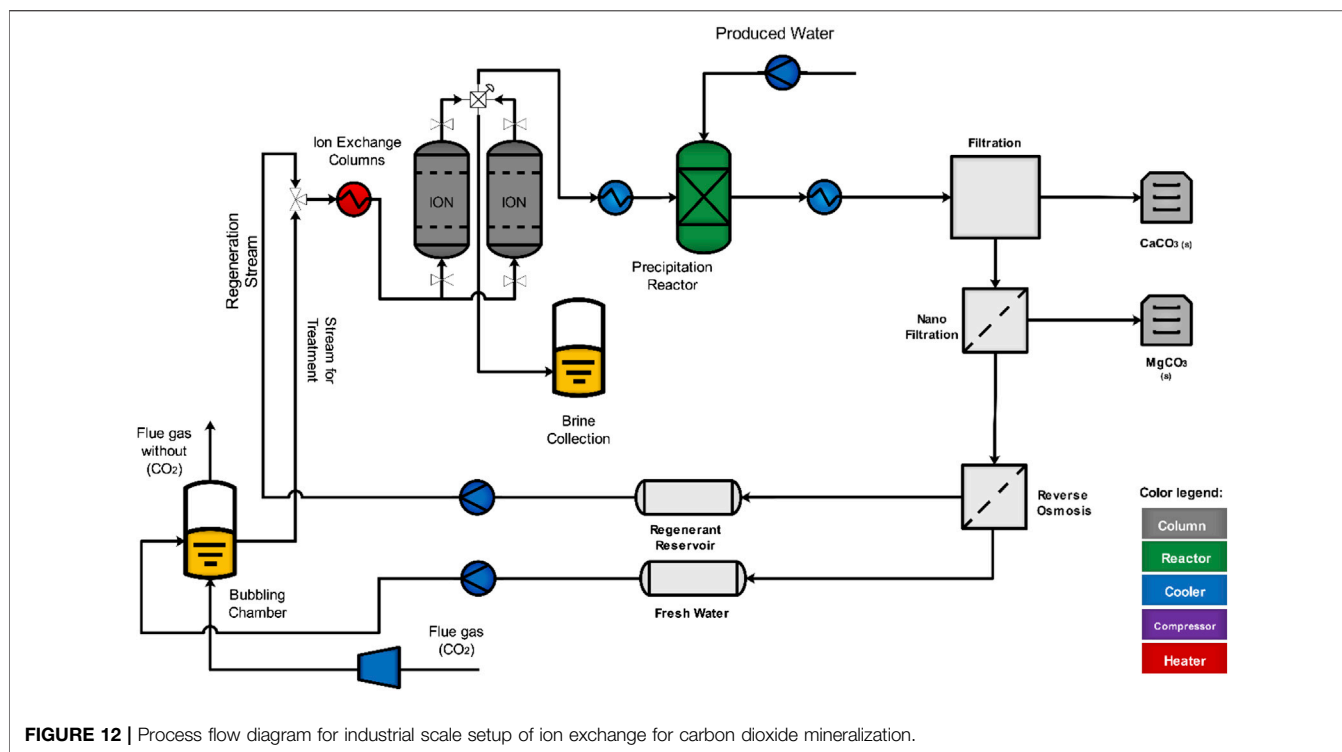 Produced Water
Ion Exchange
Columns
Filtration
ION
ION
CaCO₃ (s)
Precipitation
Reactor
Regeneration
Stream
Stream for
Treatment
Nano
Filtration
MgCO₃
(s)
Brine
Collection
Flue gas
without
(CO₂)
Reverse
Osmosis
Regenerant
Reservoir
Bubbling
Chamber
Fresh Water
Flue gas
(CO₂)
Color legend:
Column
Reactor
Cooler
Compressor
Heater
FIGURE 12 | Process flow diagram for industrial scale setup of ion exchange for carbon dioxide mineralization.